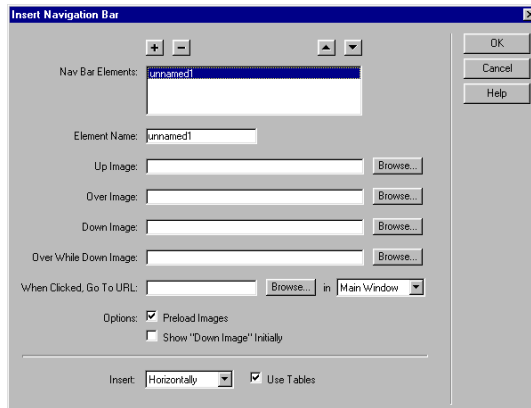 Insert Navigation Bar
OK
Cancel
Help
Nav Bar Elements:
unnamed1
Element Name: unnamed1
Up Image: Browse...
Over Image: Browse...
Down Image: Browse...
Over While Down Image: Browse...
When Clicked, Go To URL: Browse... in Main Window
Options: Preload Images
Show "Down Image" Initially
Insert: Horizontally Use Tables